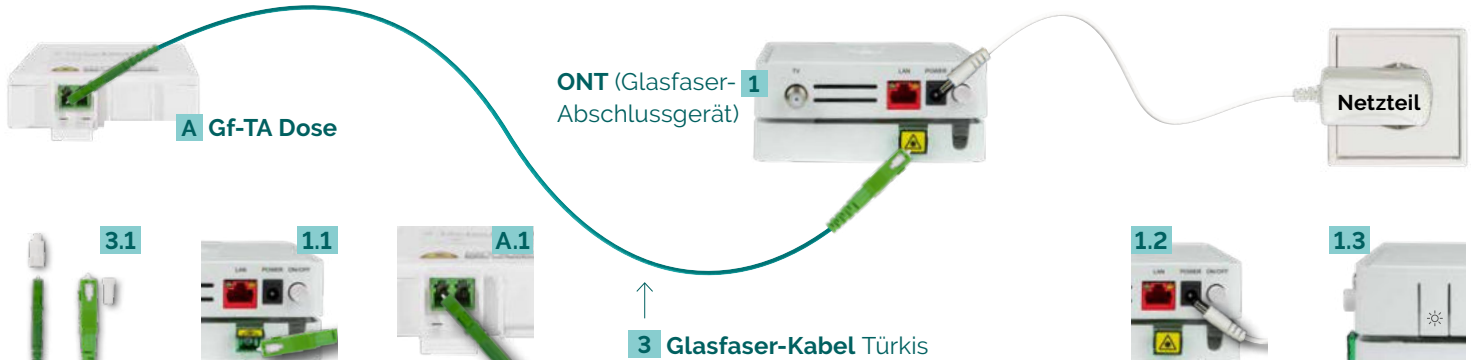 A Gf-TA Dose
ONT (Glasfaser-
Abschlussgerät)
1
TV
LAN
POWER
Netzteil
3.1
1.1
LAN
POWER
ON/OFF
A.1
3 Glasfaser-Kabel Türkis
1.2
LAN
POWER
ON/OFF
1.3